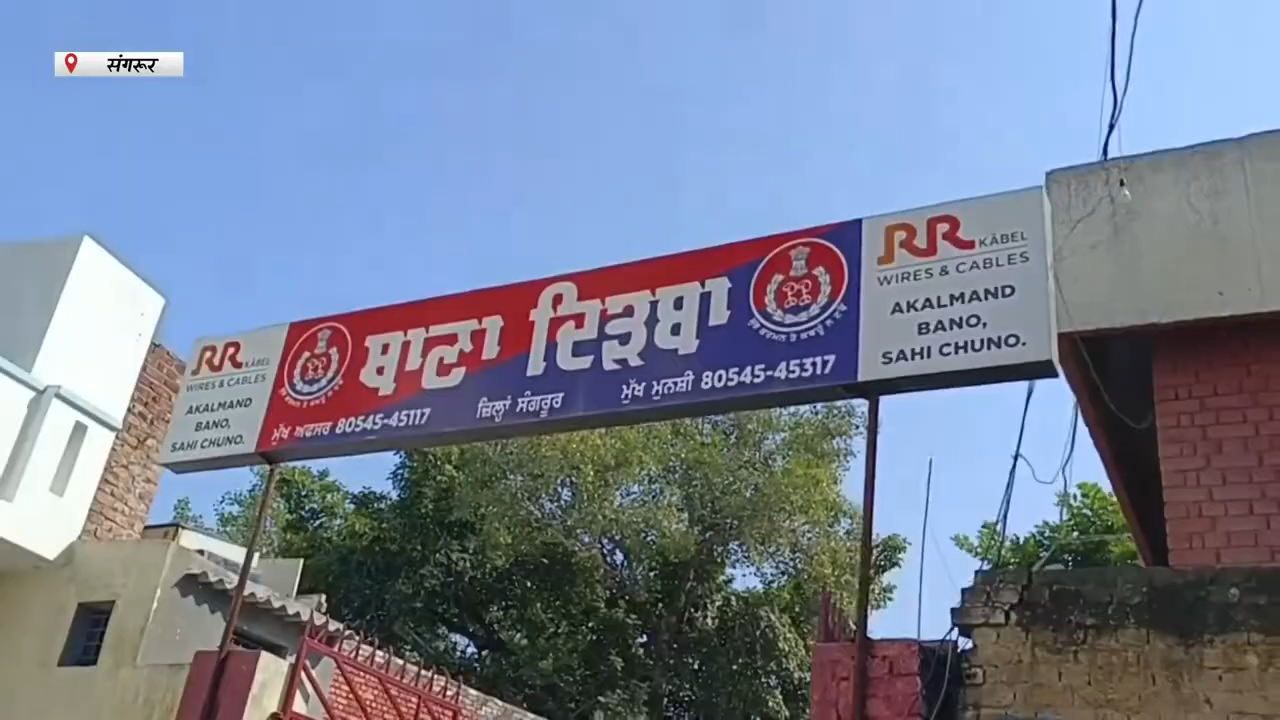 संगरूर
RR KABEL
WIRES & CABLES
AKALMAND
BANO,
SAHI CHUNO.
ਥਾਣਾ ਦਿੜਬਾ
ਮੁੱਖ ਅਫਸਰ 80545-45117
ਜ਼ਿਲ੍ਹਾਂ ਸੰਗਰੂਰ
ਮੁੱਖ ਮੁਨਸ਼ੀ 80545-45317
RR KABEL
WIRES & CABLES
AKALMAND
BANO,
SAHI CHUNO.